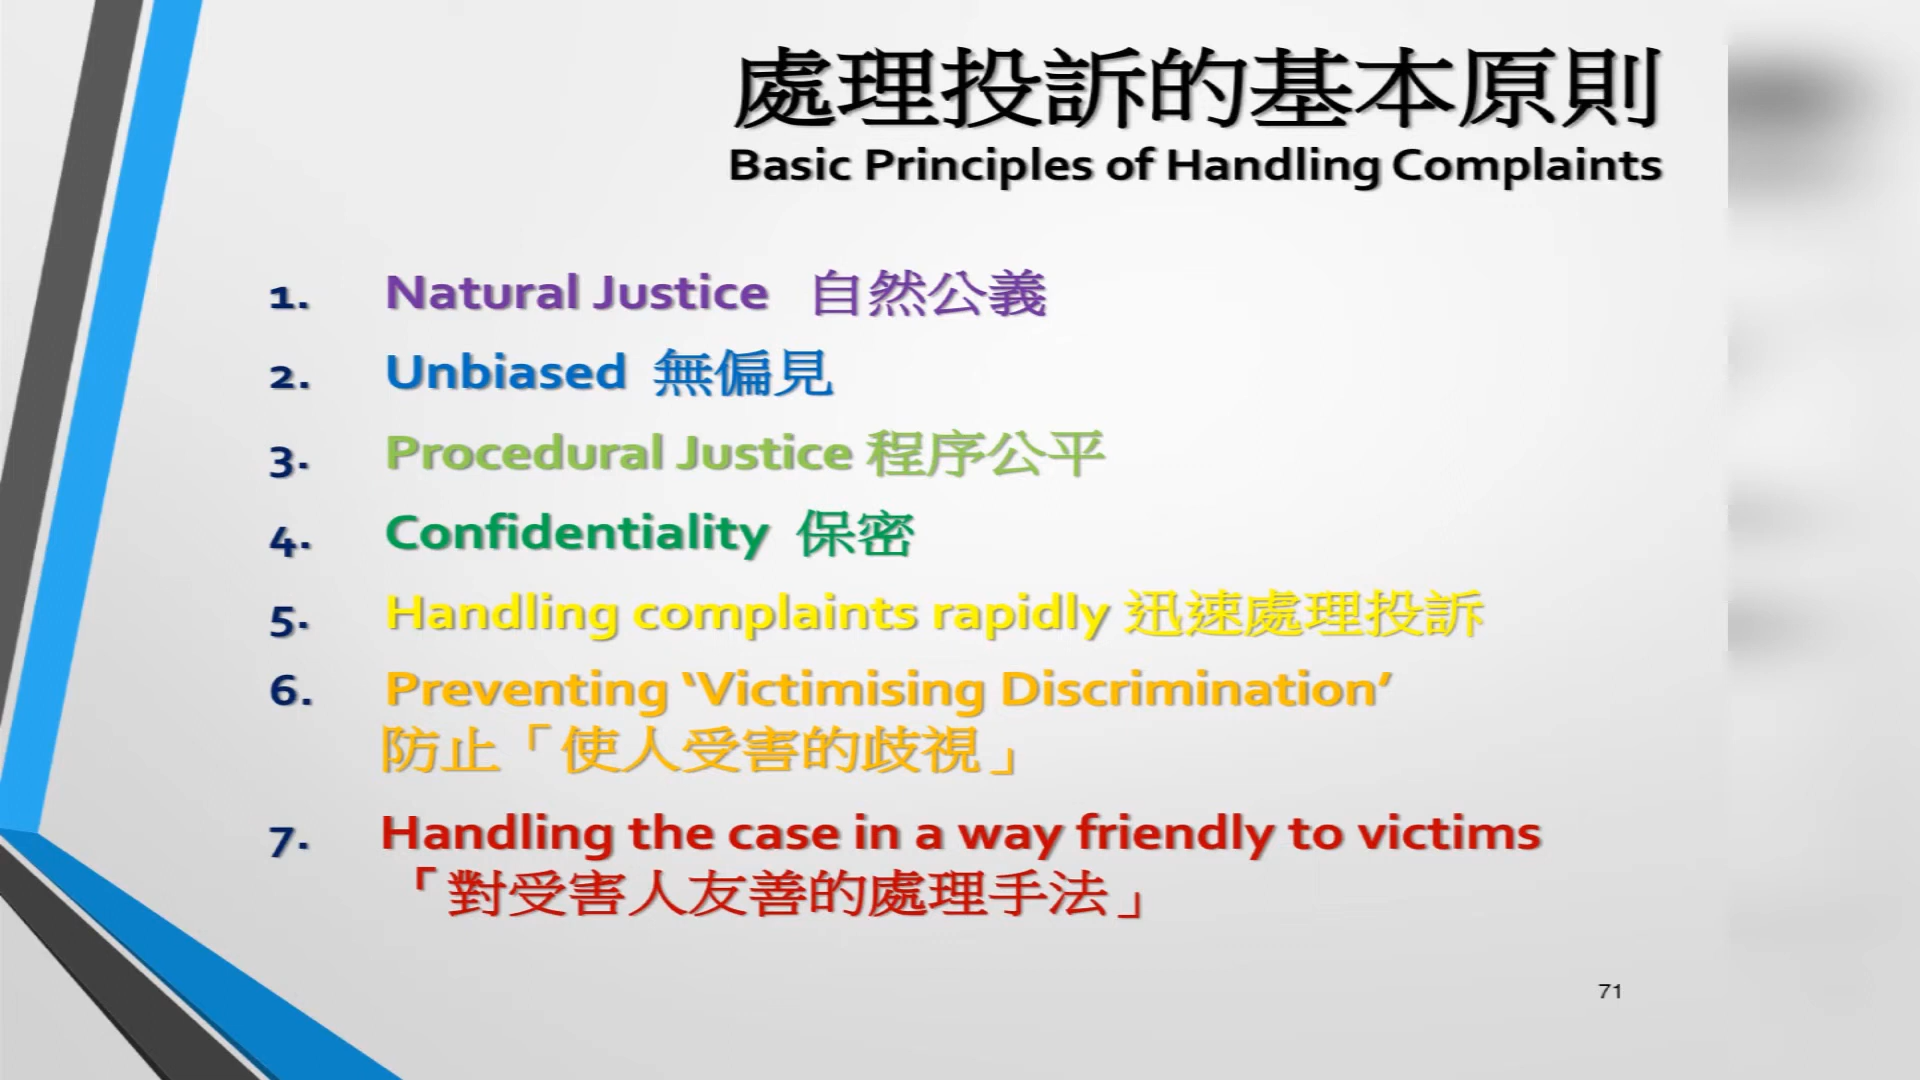 處理投訴的基本原則
Basic Principles of Handling Complaints
1. Natural Justice 自然公義
2. Unbiased 無偏見
3. Procedural Justice 程序公平
4. Confidentiality 保密
5. Handling complaints rapidly 迅速處理投訴
6. Preventing ‘Victimising Discrimination’
防止「使人受害的歧視」
7. Handling the case in a way friendly to victims
「對受害人友善的處理手法」
71